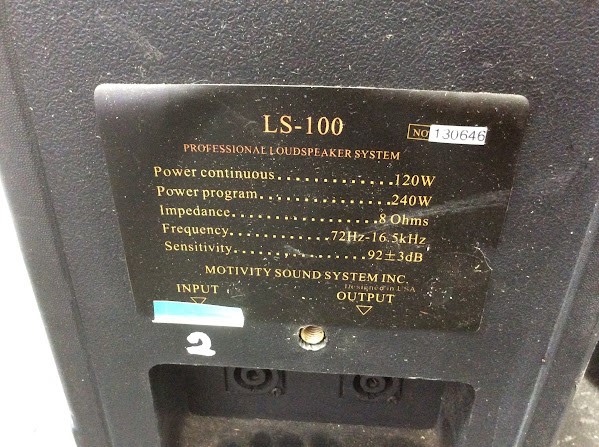 LS-100
NO 130646
PROFESSIONAL LOUDSPEAKER SYSTEM
Power continuous.............120W
Power program...............240W
Impedance..................8 Ohms
Frequency............72Hz-16.5kHz
Sensitivity................92±3dB
MOTIVITY SOUND SYSTEM INC.
Designed in USA
INPUT
OUTPUT
2